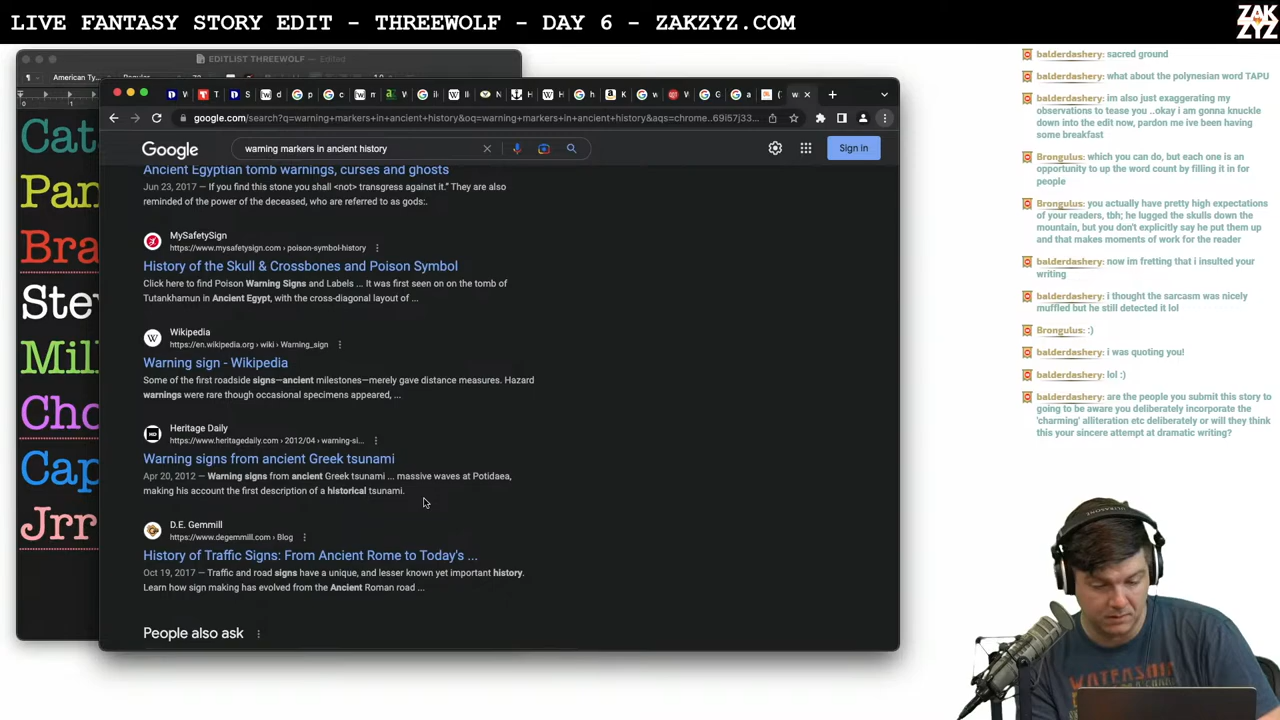 LIVE FANTASY STORY EDIT - THREEWOLF - DAY 6 - ZAKZYZ.COM
ZAK
ZYZ
EDITLIST THREEWOLF
American Ty...
0
1
Cat
Pan
Bra
Ste
Mill
Cho
Cap
Jrr
google.com/search?q=warning+markers+in+ancient+history&oq=warning+markers+in+ancient+history&aqs=chrome..69i57j3...
Google
warning markers in ancient history
Sign in
Ancient Egyptian tomb warnings, curses and ghosts
Jun 23, 2017 — If you find this stone you shall <not> transgress against it.” They are also
reminded of the power of the deceased, who are referred to as gods:.
MySafetySign
https://www.mysafetysign.com › poison-symbol-history
History of the Skull & Crossbones and Poison Symbol
Click here to find Poison Warning Signs and Labels ... I was first seen on on the tomb of
Tutankhamun in Ancient Egypt, with the cross-diagonal layout of ...
Wikipedia
https://en.wikipedia.org › wiki › Warning_sign
Warning sign - Wikipedia
Some of the first roadside signs—ancient milestones—merely gave distance measures. Hazard
warnings were rare though occasional specimens appeared, ...
Heritage Daily
https://www.heritagedaily.com › 2012/04 › warning-si...
Warning signs from ancient Greek tsunami
Apr 20, 2012 — Warning signs from ancient Greek tsunami ... massive waves at Potidaea,
making his account the first description of a historical tsunami.
D.E. Gemmill
https://www.degemmill.com › Blog
History of Traffic Signs: From Ancient Rome to Today's ...
Oct 19, 2017 — Traffic and road signs have a unique, and lesser known yet important history.
Learn how sign making has evolved from the Ancient Roman road ...
People also ask
balderdashery: sacred ground
balderdashery: what about the polynesian word TAPU
balderdashery: im also just exaggerating my
observations to tease you ..okay i am gonna knuckle
down into the edit now, pardon me ive been having
some breakfast
Brongulus: which you can do, but each one is an
opportunity to up the word count by filling it in for
people
Brongulus: you actually have pretty high expectations
of your readers, tbh; he lugged the skulls down the
mountain, but you don't explicitly say he put them up
and that makes moments of work for the reader
balderdashery: now im fretting that i insulted your
writing
balderdashery: i thought the sarcasm was nicely
muffled but he still detected it lol
Brongulus: :)
balderdashery: i was quoting you!
balderdashery: lol :)
balderdashery: are the people you submit this story to
going to be aware you deliberately incorporate the
'charming' alliteration etc deliberately or will they think
this your sincere attempt at dramatic writing?
WATERSHIP